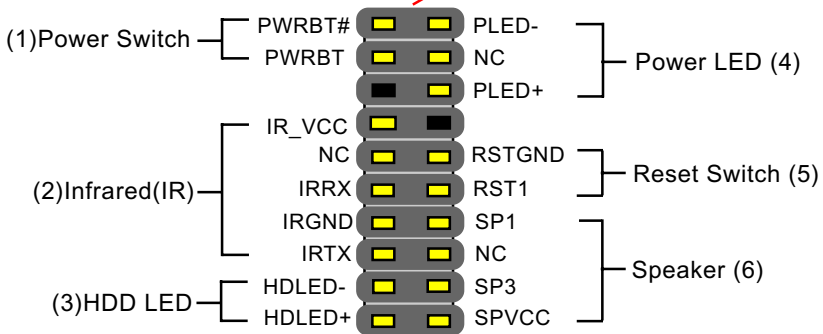 PWRBT# PLED-
(1)Power Switch
PWRBT NC
Power LED (4)
PLED+
IR_VCC
NC RSTGND
Reset Switch (5)
(2)Infrared(IR)
IRRX RST1
IRGND SP1
IRTX NC
Speaker (6)
HDLED- SP3
(3)HDD LED
HDLED+ SPVCC